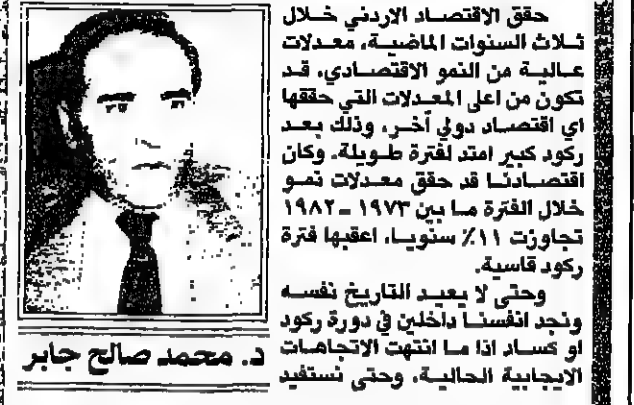 حقق الاقتصاد الاردني خلال
ثلاث السنوات الماضية، معدلات
عالية من النمو الاقتصادي، قد
تكون من اعلى المعدلات التي حققها
اي اقتصاد دولي آخر، وذلك بعد
ركود كبير امتد لفترة طويلة. وكان
اقتصادنا قد حقق معدلات نمو
خلال الفترة ما بين ١٩٧٣ - ١٩٨٢
تجاوزت ١١٪ سنويا، اعقبها فترة
ركود قاسية.
وحتى لا يعيد التاريخ نفسه
ونجد انفسنا داخلين في دورة ركود
او كساد اذا ما انتهت الاتجاهات
الايجابية الحالية، وحتى نستفيد
د. محمد صالح جابر